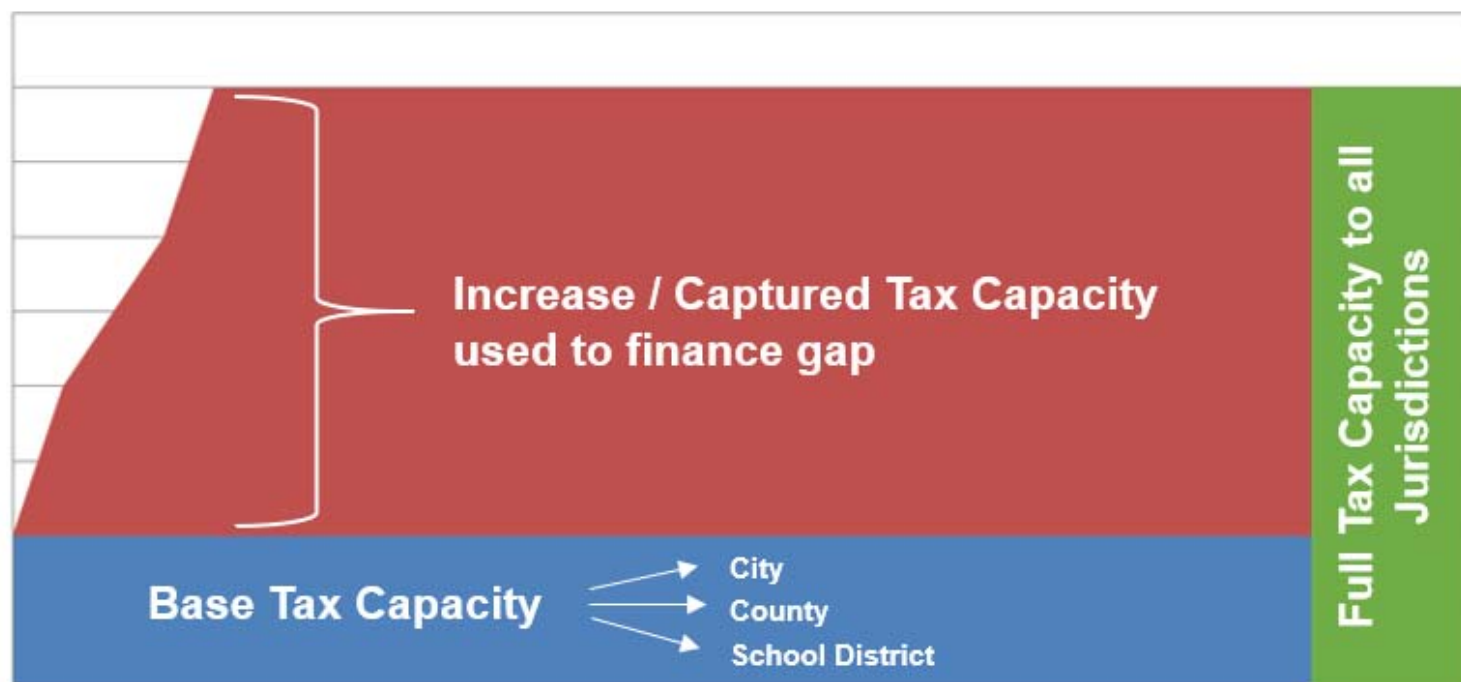 Increase / Captured Tax Capacity
used to finance gap
Base Tax Capacity
City
County
School District
Full Tax Capacity to all
Jurisdictions